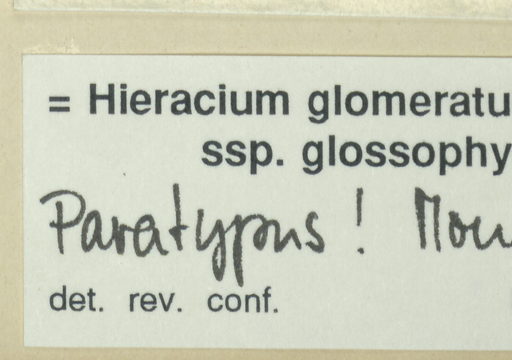 = Hieracium glomeratu
ssp. glossophy
Paratypus !
det. rev. conf.